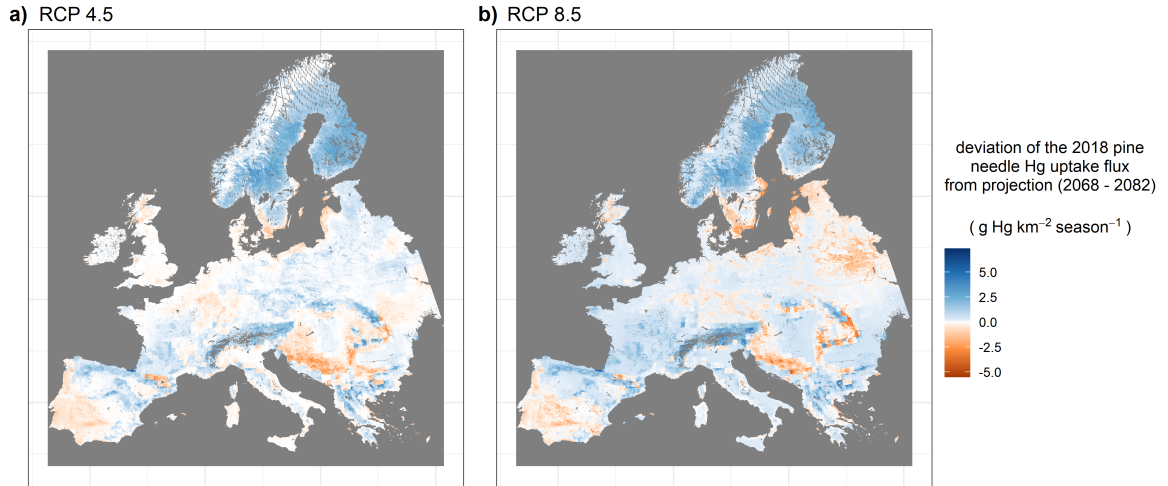 a) RCP 4.5
b) RCP 8.5
deviation of the 2018 pine
needle Hg uptake flux
from projection (2068 - 2082)
( g Hg km⁻² season⁻¹ )
5.0
2.5
0.0
-2.5
-5.0